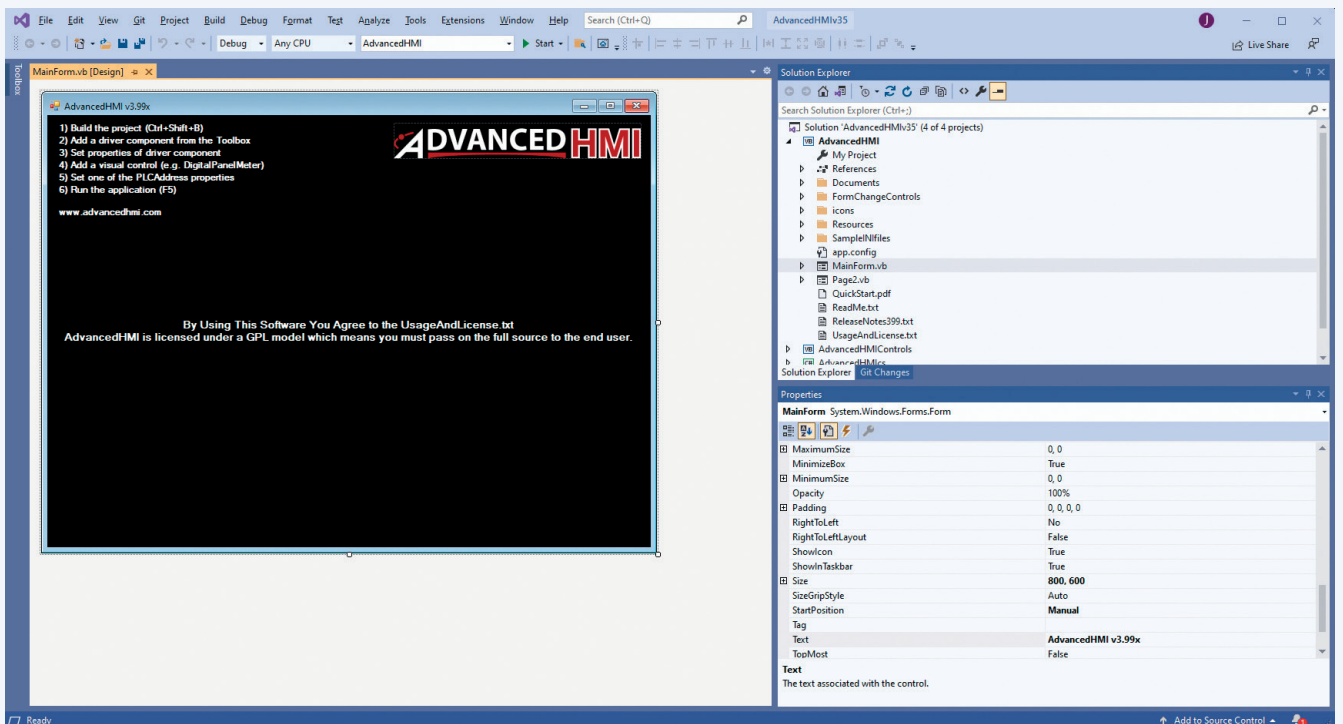 File Edit View Git Project Build Debug Format Test Analyze Tools Extensions Window Help Search (Ctrl+Q) AdvancedHMIv35 J
Debug Any CPU AdvancedHMI Start Live Share
Toolbox
MainForm.vb [Design]
AdvancedHMI v3.99x
1) Build the project (Ctrl+Shift+B)
2) Add a driver component from the Toolbox
3) Set properties of driver component
4) Add a visual control (e.g. DigitalPanelMeter)
5) Set one of the PLCAddress properties
6) Run the application (F5)
www.advancedhmi.com
ADVANCED HMI
By Using This Software You Agree to the UsageAndLicense.txt
AdvancedHMI is licensed under a GPL model which means you must pass on the full source to the end user.
Solution Explorer
Search Solution Explorer (Ctrl+;)
Solution 'AdvancedHMIv35' (4 of 4 projects)
AdvancedHMI
My Project
References
Documents
FormChangeControls
icons
Resources
SampleINIfiles
app.config
MainForm.vb
Page2.vb
QuickStart.pdf
ReadMe.txt
ReleaseNotes399.txt
UsageAndLicense.txt
AdvancedHMIControls
AdvancedHMIcs
Solution Explorer Git Changes
Properties
MainForm System.Windows.Forms.Form
MaximumSize 0, 0
MinimizeBox True
MinimumSize 0, 0
Opacity 100%
Padding 0, 0, 0, 0
RightToLeft No
RightToLeftLayout False
ShowIcon True
ShowInTaskbar True
Size 800, 600
SizeGripStyle Auto
StartPosition Manual
Tag
Text AdvancedHMI v3.99x
TopMost False
Text
The text associated with the control.
Ready Add to Source Control